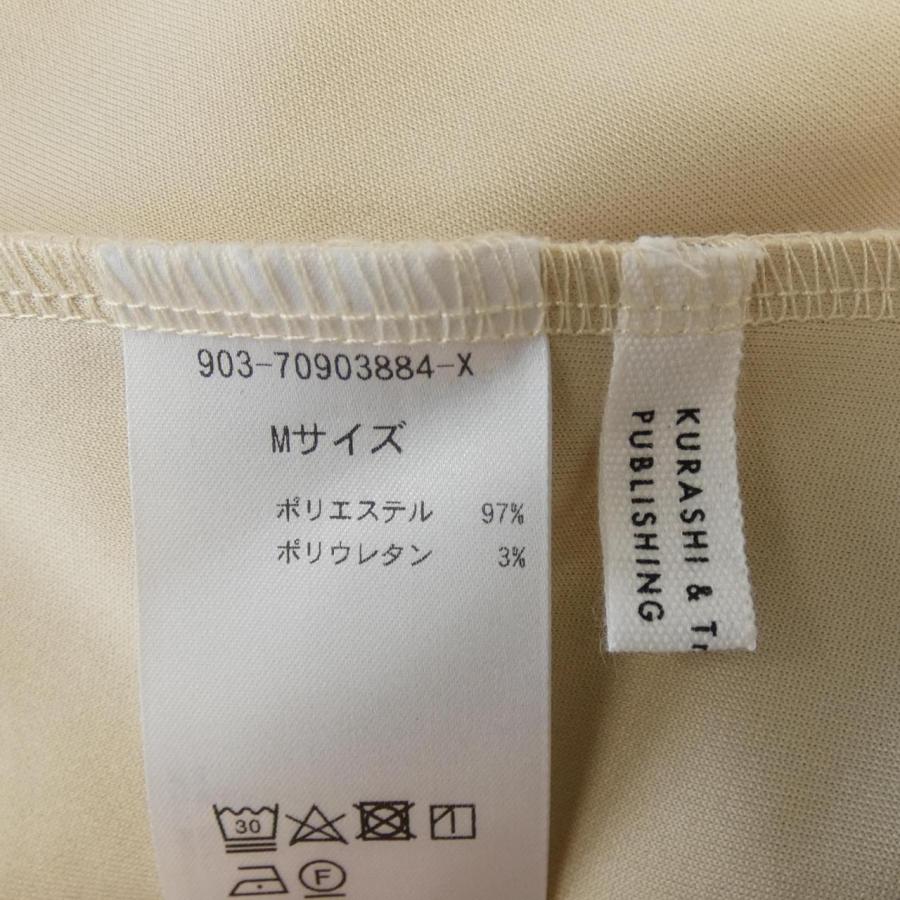 903-70903884-X
Mサイズ
ポリエステル 97%
ポリウレタン 3%
30
F
KURASHI & Tr
PUBLISHING